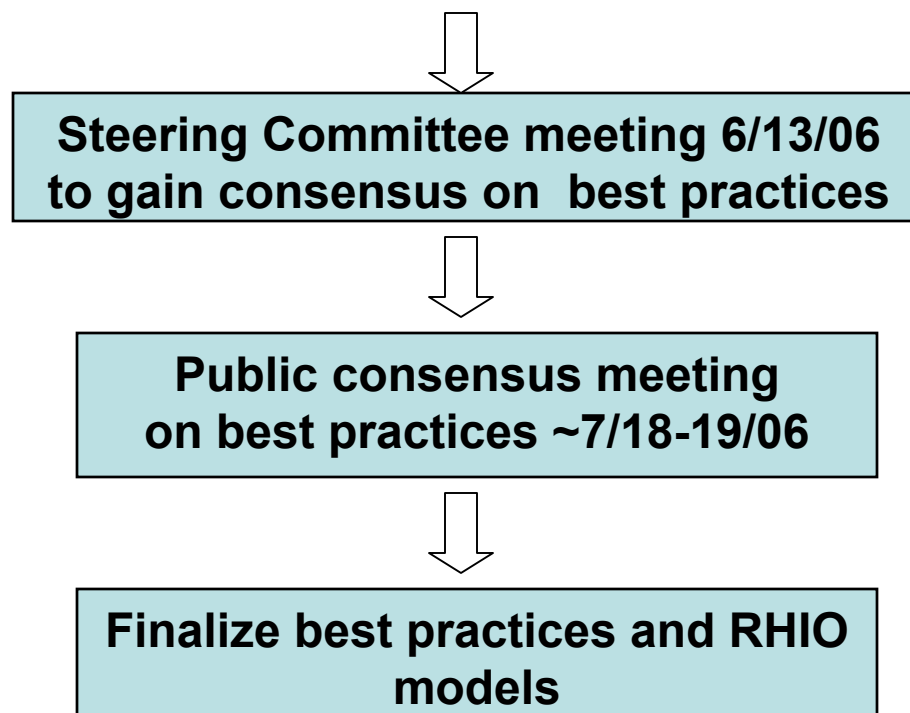 Steering Committee meeting 6/13/06
to gain consensus on  best practices
Public consensus meeting
on best practices ~7/18-19/06
Finalize best practices and RHIO
models